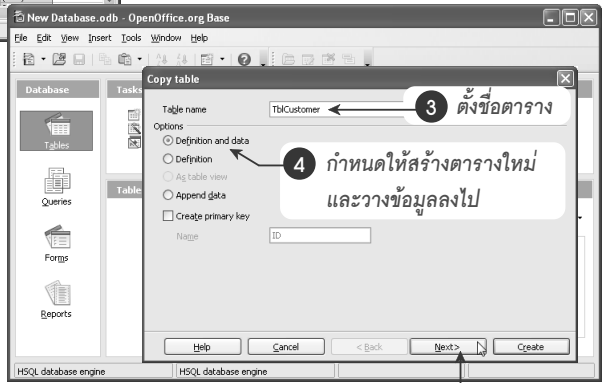 New Database.odb - OpenOffice.org Base
File Edit View Insert Tools Window Help
Database
Tasks
Tables
Queries
Forms
Reports
Table
Copy table
Table name
TblCustomer
3 ตั้งชื่อตาราง
Options
Definition and data
Definition
As table view
Append data
Create primary key
Name
ID
4 กำหนดให้สร้างตารางใหม่
และวางข้อมูลลงไป
Help
Cancel
< Back
Next>
Create
HSQL database engine
HSQL database engine